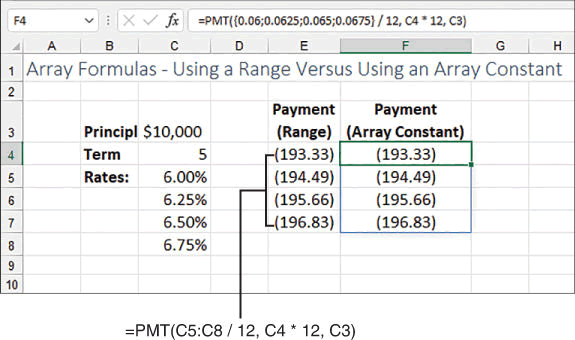 F4 fx =PMT({0.06;0.0625;0.065;0.0675} / 12, C4 * 12, C3)
A B C D E F G H
1 Array Formulas - Using a Range Versus Using an Array Constant
2
Payment Payment
3 Principl $10,000 (Range) (Array Constant)
4 Term 5 (193.33) (193.33)
5 Rates: 6.00% (194.49) (194.49)
6 6.25% (195.66) (195.66)
7 6.50% (196.83) (196.83)
8 6.75%
9
10
=PMT(C5:C8 / 12, C4 * 12, C3)